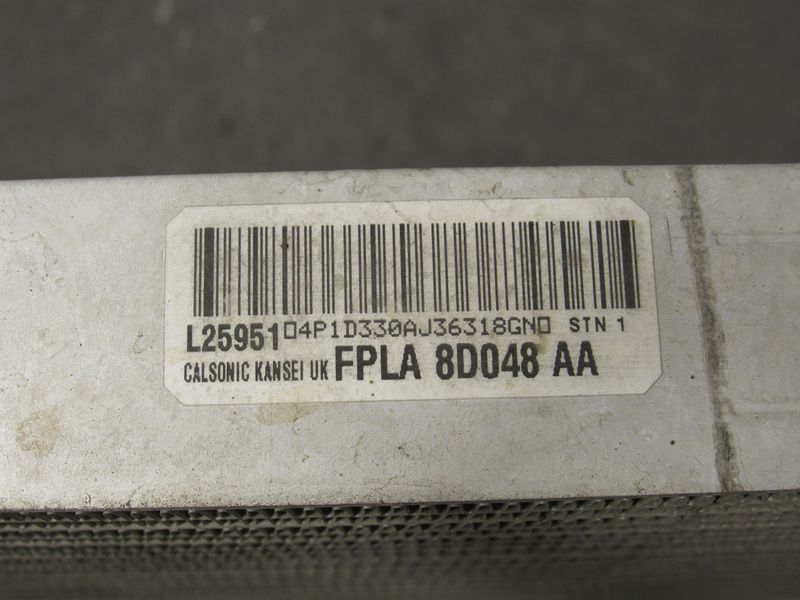 L25951 04P1D330AJ36318GN0 STN 1
CALSONIC KANSEI UK FPLA 8D048 AA